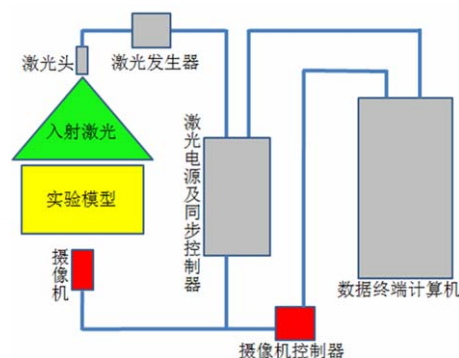 激光头
激光发生器
入射激光
实验模型
激光电源及同步控制器
摄像机
数据终端计算机
摄像机控制器